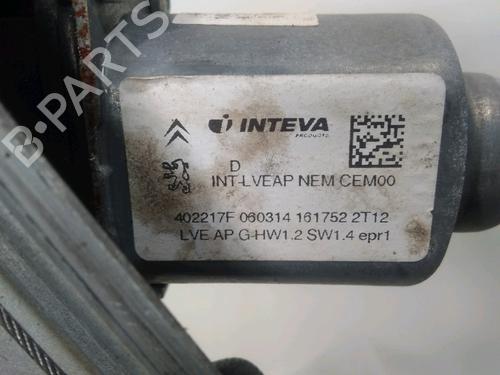 B-PARTS
INTEVA
PRODUCTS
D
INT-LVEAP NEM CEM00
402217F 060314 161752 2T12
LVE AP G HW1.2 SW1.4 epr1